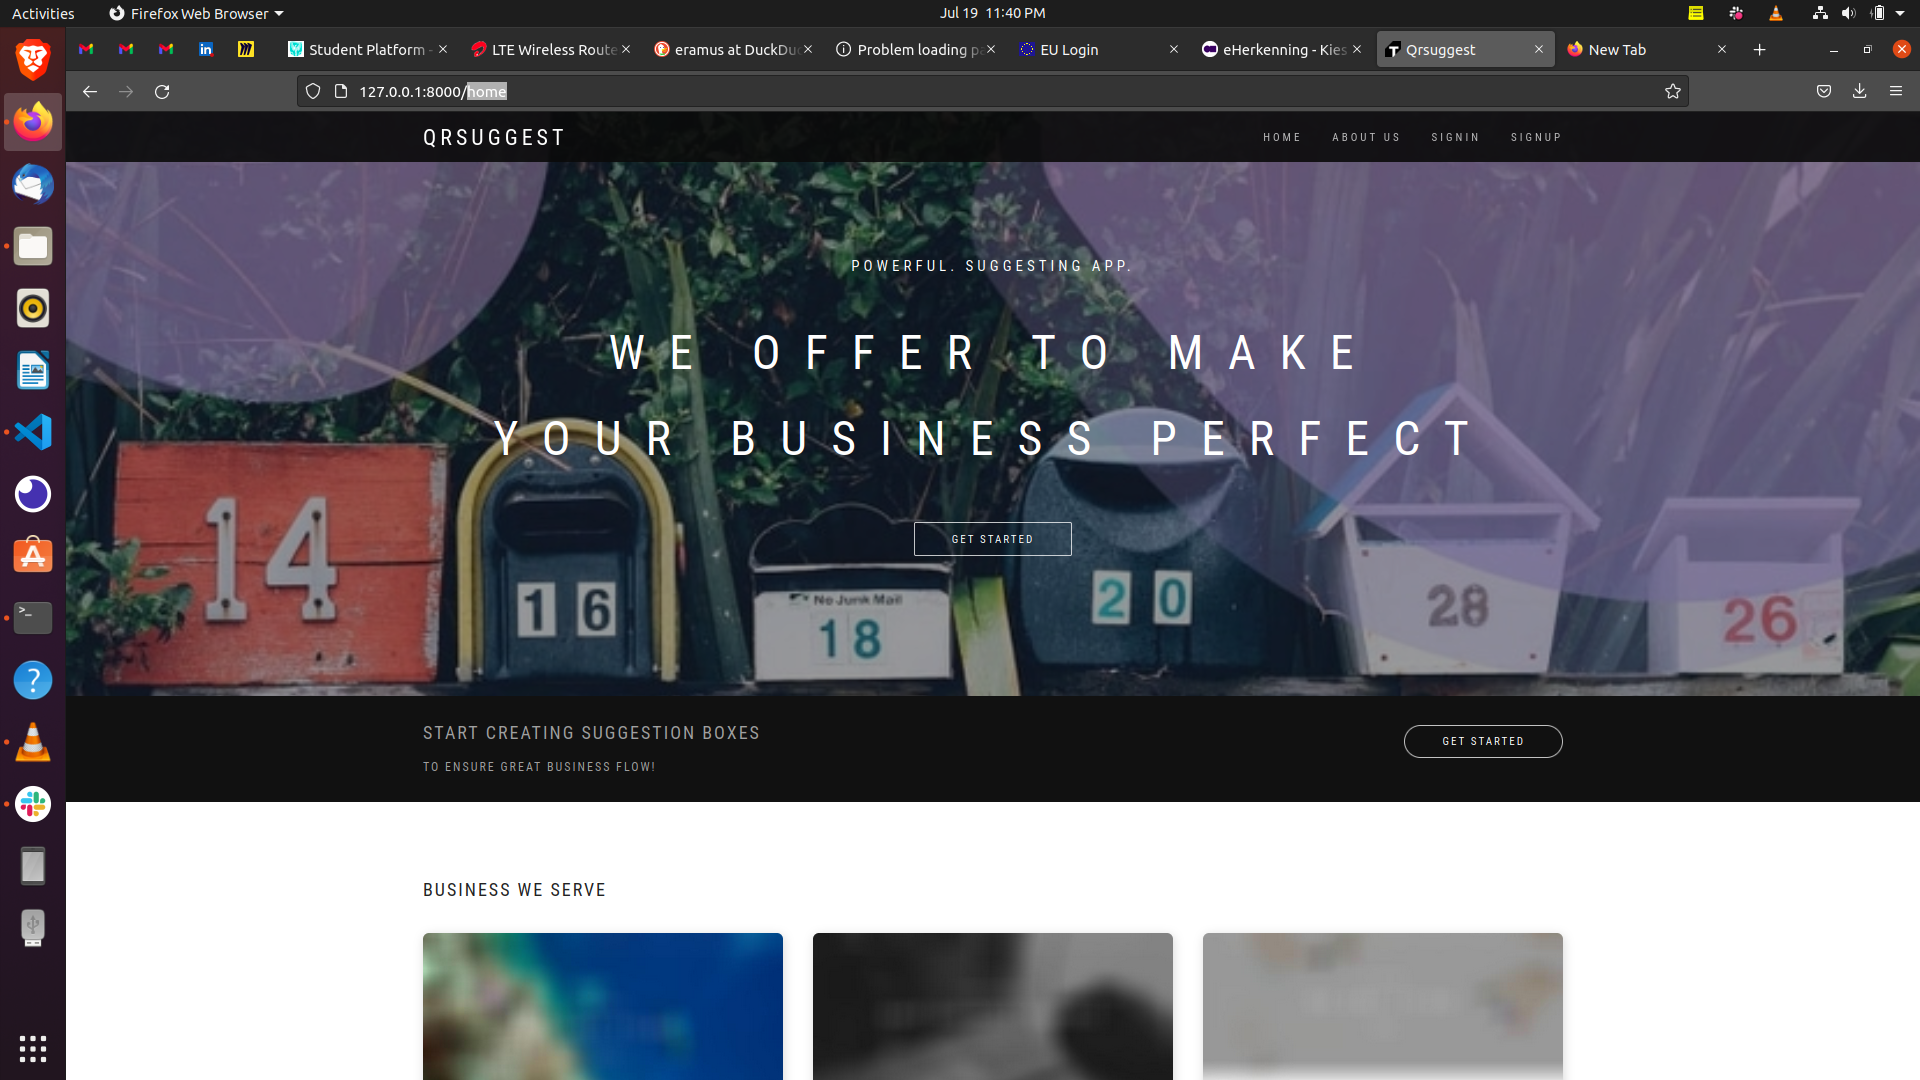 Activities
Firefox Web Browser
Jul 19 11:40 PM
Student Platform -
LTE Wireless Route
eramus at DuckDuc
Problem loading pa
EU Login
eHerkenning - Kies
Qrsuggest
New Tab
127.0.0.1:8000/home
QRSUGGEST
HOME
ABOUT US
SIGNIN
SIGNUP
POWERFUL. SUGGESTING APP.
WE OFFER TO MAKE
YOUR BUSINESS PERFECT
GET STARTED
14
16
No Junk Mail
18
20
28
26
START CREATING SUGGESTION BOXES
GET STARTED
TO ENSURE GREAT BUSINESS FLOW!
BUSINESS WE SERVE